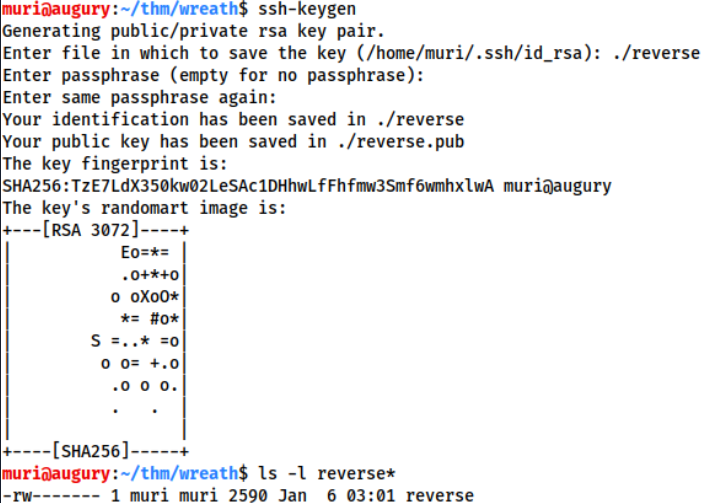 muri@augury:~/thm/wreath$ ssh-keygen
Generating public/private rsa key pair.
Enter file in which to save the key (/home/muri/.ssh/id_rsa): ./reverse
Enter passphrase (empty for no passphrase):
Enter same passphrase again:
Your identification has been saved in ./reverse
Your public key has been saved in ./reverse.pub
The key fingerprint is:
SHA256:TzE7LdX350kw02LeSAc1DHhwLfFhfmw3Smf6wmhxlwA muri@augury
The key's randomart image is:
+---[RSA 3072]----+
|           Eo=*= |
|           .o+*+o|
|          o oXoO*|
|           *= #o*|
|        S =..* =o|
|         o o= +.o|
|          .o o o.|
|          .   .  |
|                 |
+----[SHA256]-----+
muri@augury:~/thm/wreath$ ls -l reverse*
-rw------- 1 muri muri 2590 Jan  6 03:01 reverse